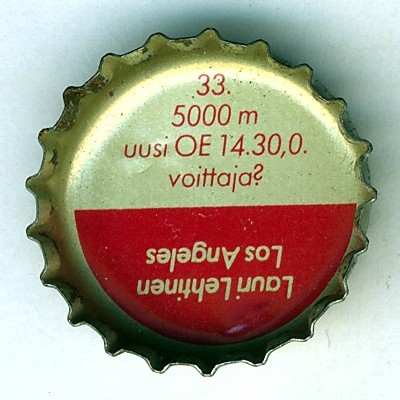 33.
5000 m
uusi OE 14.30,0.
voittaja?
Lauri Lehtinen
Los Angeles